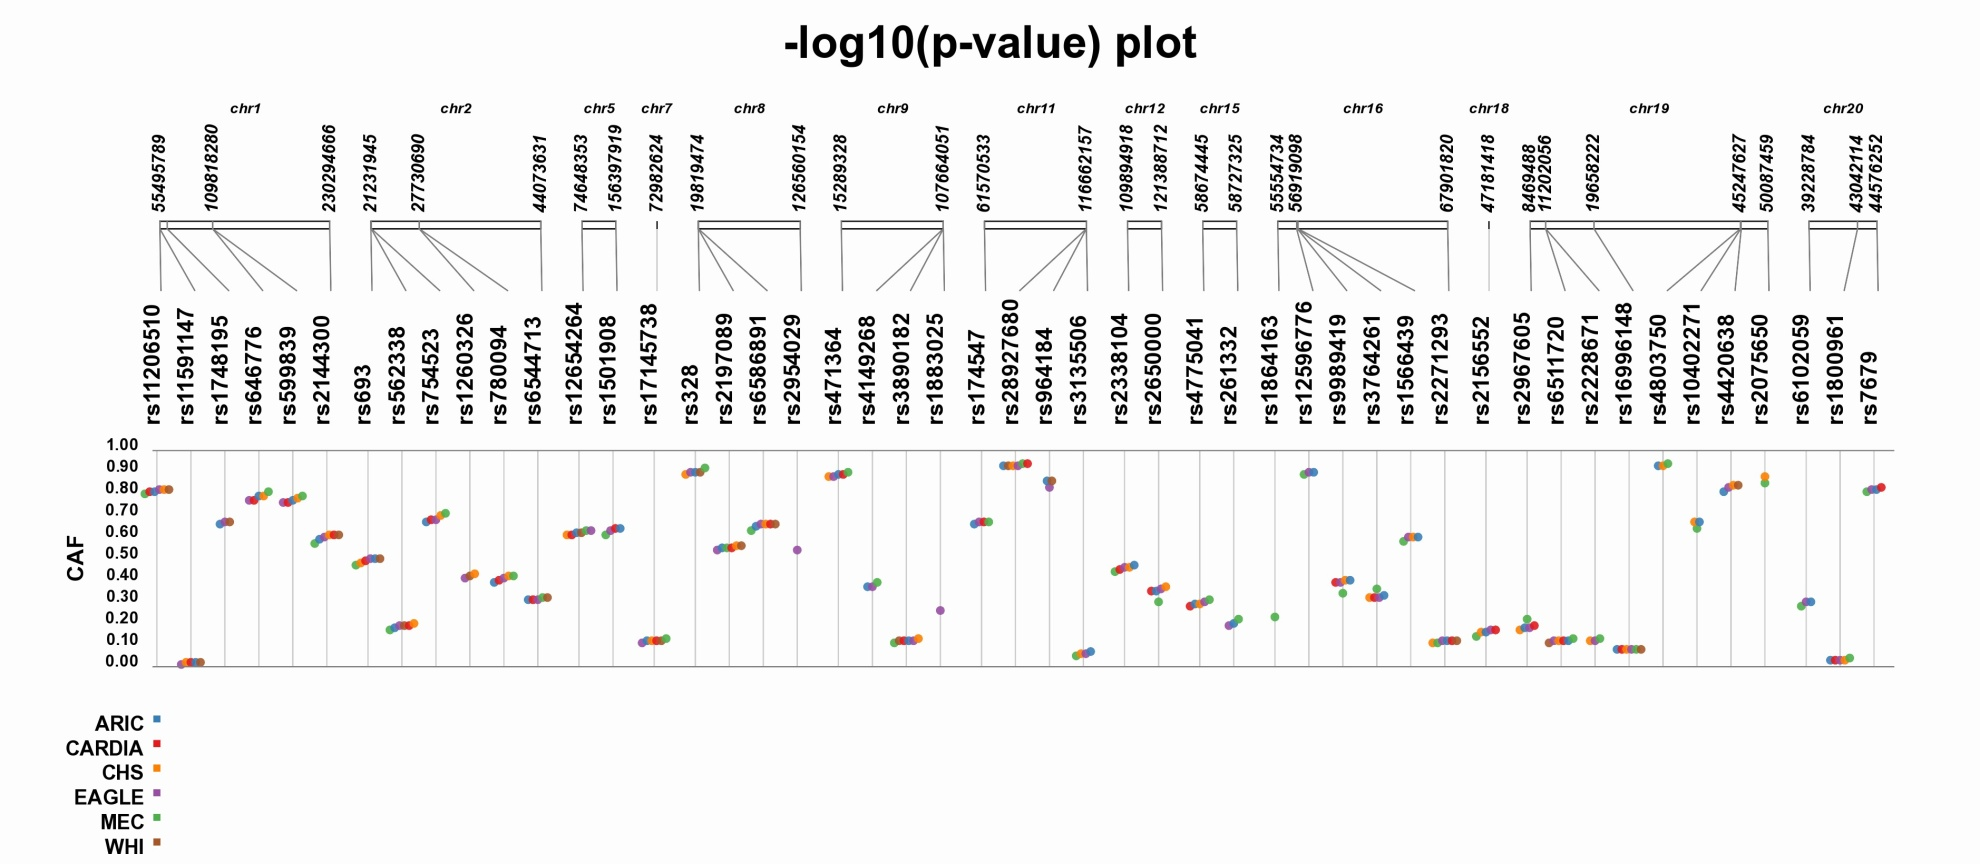 -log10(p-value) plot
chr1 chr2 chr5 chr7 chr8 chr9 chr11 chr12 chr15 chr16 chr18 chr19 chr20
55495789 109818280 230294666 21231945 27730690 44073631 74648353 156397919 72982624 19819474 126560154 15289328 107664051 61570533 116662157 109894918 121388712 58674445 58727325 55554734 56919098 67901820 47181418 8469488 11202056 19658222 45247627 50087459 39228784 43042114 44576252
rs11206510 rs11591147 rs1748195 rs646776 rs599839 rs2144300 rs693 rs562338 rs754523 rs1260326 rs780094 rs6544713 rs12654264 rs1501908 rs17145738 rs328 rs2197089 rs6586891 rs2954029 rs471364 rs4149268 rs3890182 rs1883025 rs174547 rs28927680 rs964184 rs3135506 rs2338104 rs2650000 rs4775041 rs261332 rs1864163 rs12596776 rs9989419 rs3764261 rs1566439 rs2271293 rs2156552 rs2967605 rs6511720 rs2228671 rs16996148 rs4803750 rs10402271 rs4420638 rs2075650 rs6102059 rs1800961 rs7679
CAF
1.00
0.90
0.80
0.70
0.60
0.50
0.40
0.30
0.20
0.10
0.00
ARIC
CARDIA
CHS
EAGLE
MEC
WHI